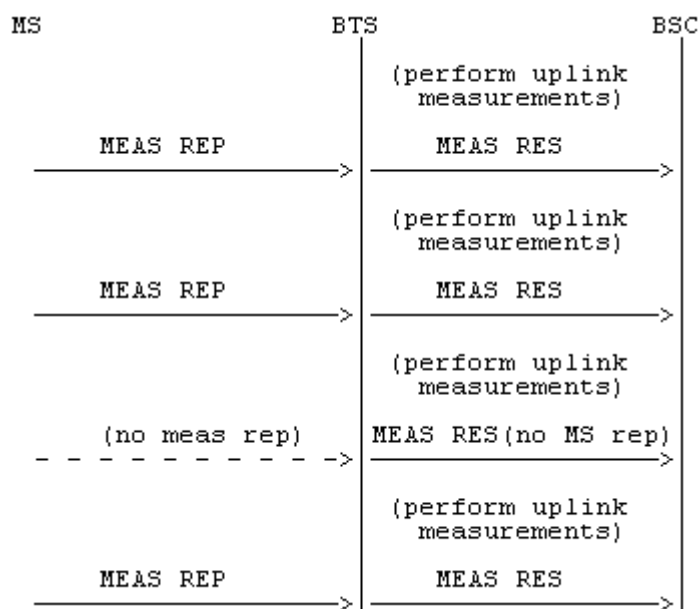 MS BTS BSC
(perform uplink
measurements)
MEAS REP MEAS RES
(perform uplink
measurements)
MEAS REP MEAS RES
(perform uplink
measurements)
(no meas rep) MEAS RES(no MS rep)
(perform uplink
measurements)
MEAS REP MEAS RES